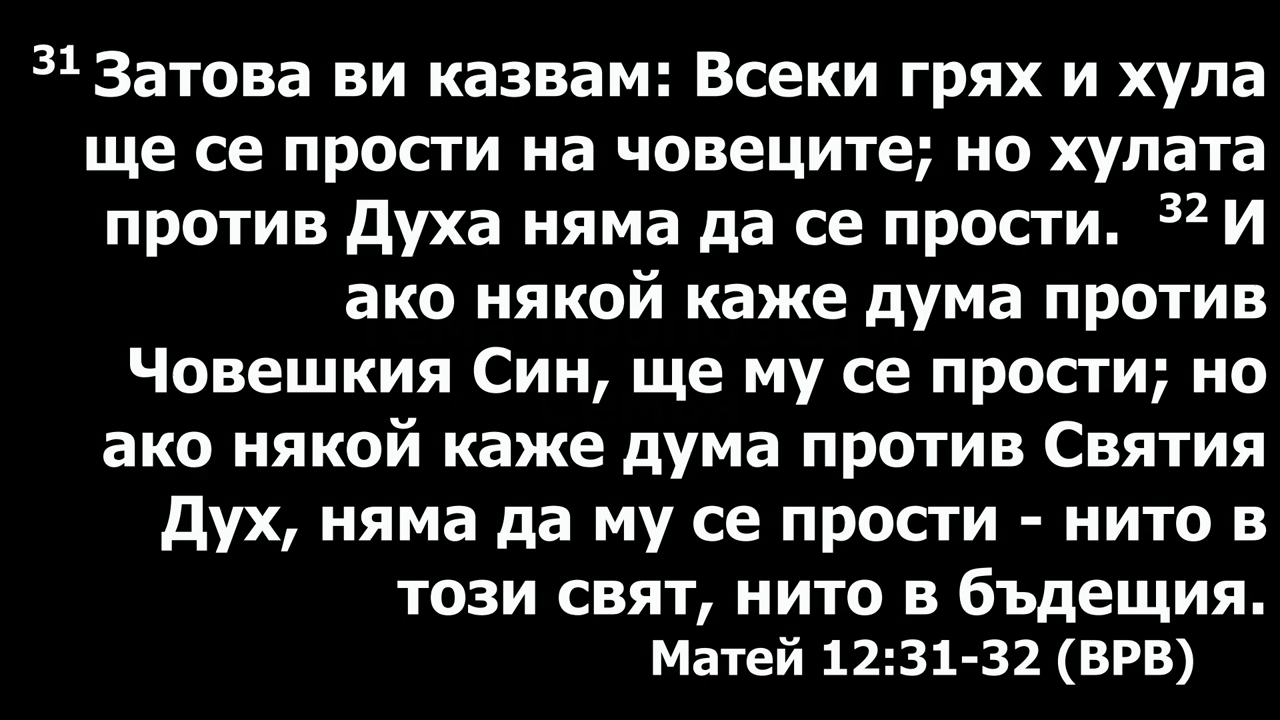 31 Затова ви казвам: Всеки грях и хула
ще се прости на човеците; но хулата
против Духа няма да се прости. 32 И
ако някой каже дума против
Човешкия Син, ще му се прости; но
ако някой каже дума против Святия
Дух, няма да му се прости - нито в
този свят, нито в бъдещия.
Матей 12:31-32 (ВРВ)